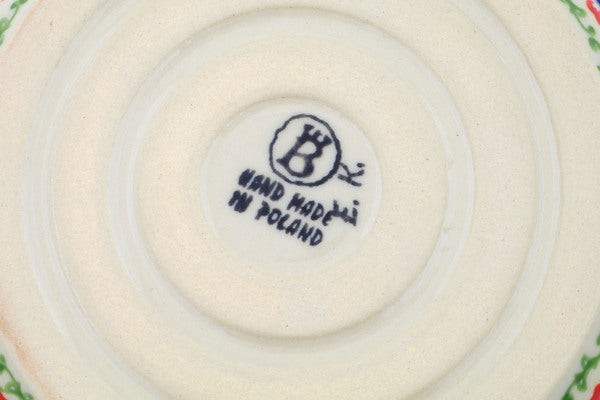 B
HAND MADE
IN POLAND
E. K.